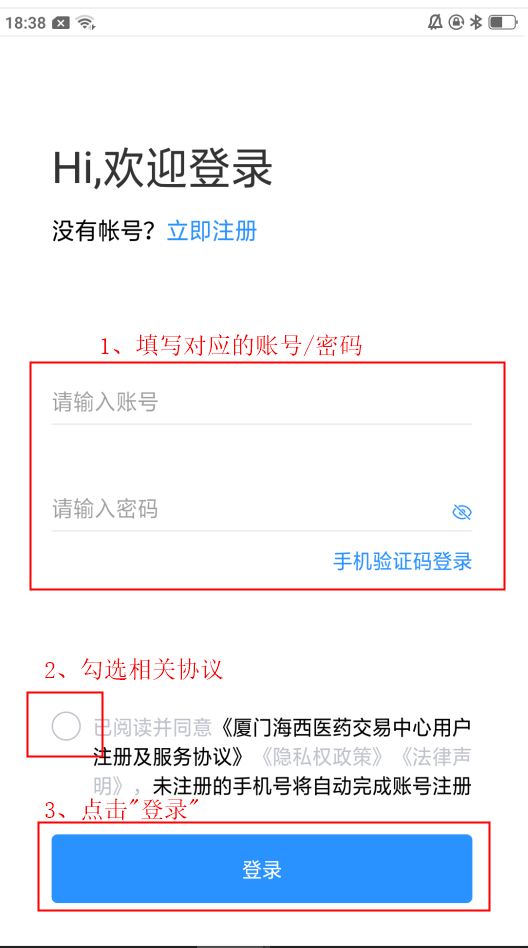 18:38
Hi,欢迎登录
没有帐号？立即注册
1、填写对应的账号/密码
请输入账号
请输入密码
手机验证码登录
2、勾选相关协议
已阅读并同意《厦门海西医药交易中心用户
注册及服务协议》《隐私权政策》《法律声
明》，未注册的手机号将自动完成账号注册
3、点击"登录"
登录